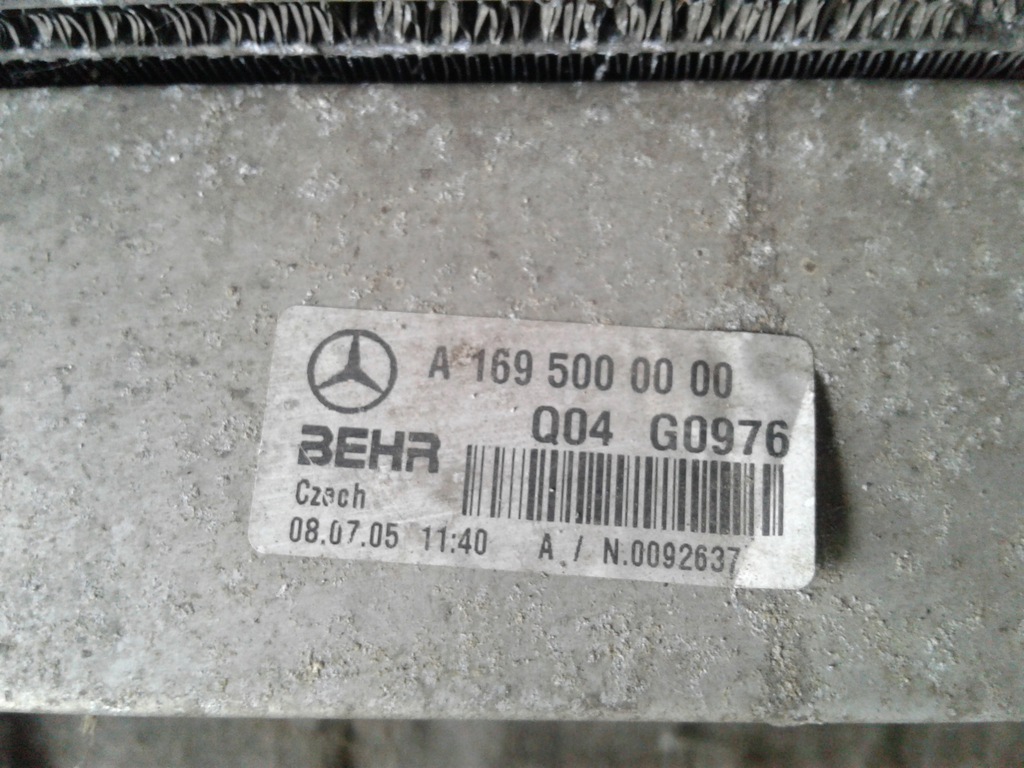 A 169 500 00 00
Q04 G0976
BEHR
Czech
08.07.05 11:40 A / N.0092637